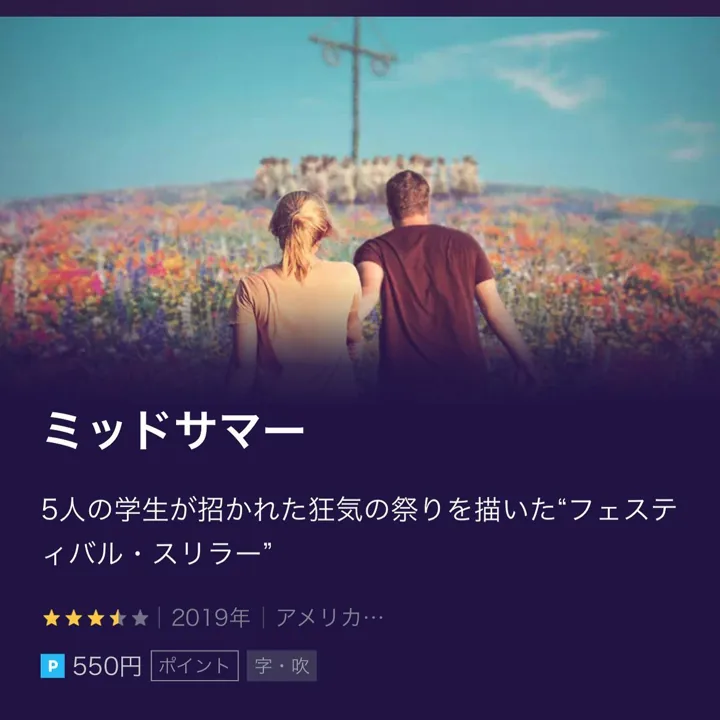 ミッドサマー
5人の学生が招かれた狂気の祭りを描いた“フェステ
ィバル・スリラー”
2019年 アメリカ…
P 550円 ポイント 字・吹